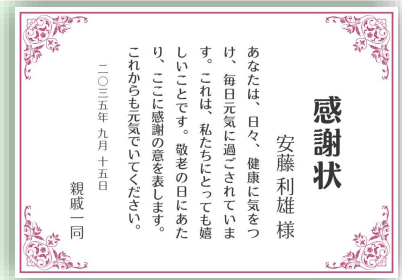 感謝状
安藤 利雄 様
あなたは、日々、健康に気をつ
け、毎日元気に過ごされていま
す。これは、私たちにとっても嬉
しいことです。敬老の日にあた
り、ここに感謝の意を表します。
これからも元気でいてください。
二〇三五年 九月 十五日
親戚一同